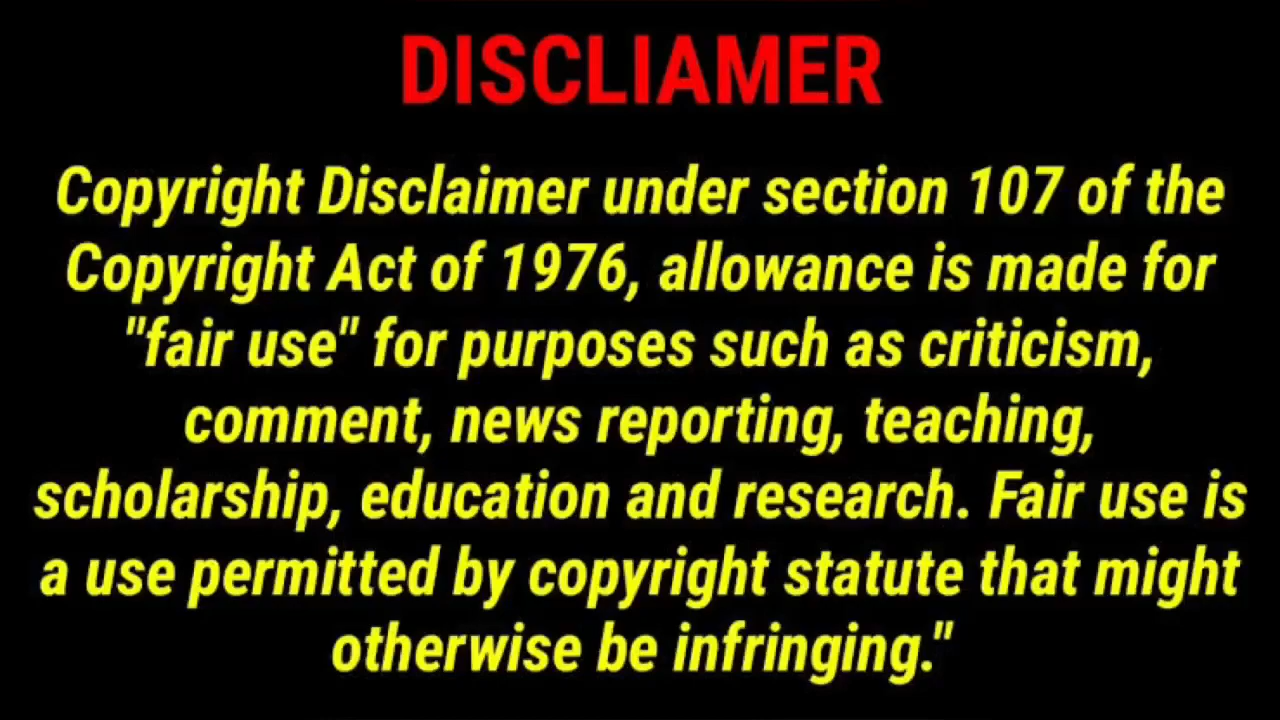 DISCLIAMER
Copyright Disclaimer under section 107 of the
Copyright Act of 1976, allowance is made for
"fair use" for purposes such as criticism,
comment, news reporting, teaching,
scholarship, education and research. Fair use is
a use permitted by copyright statute that might
otherwise be infringing."